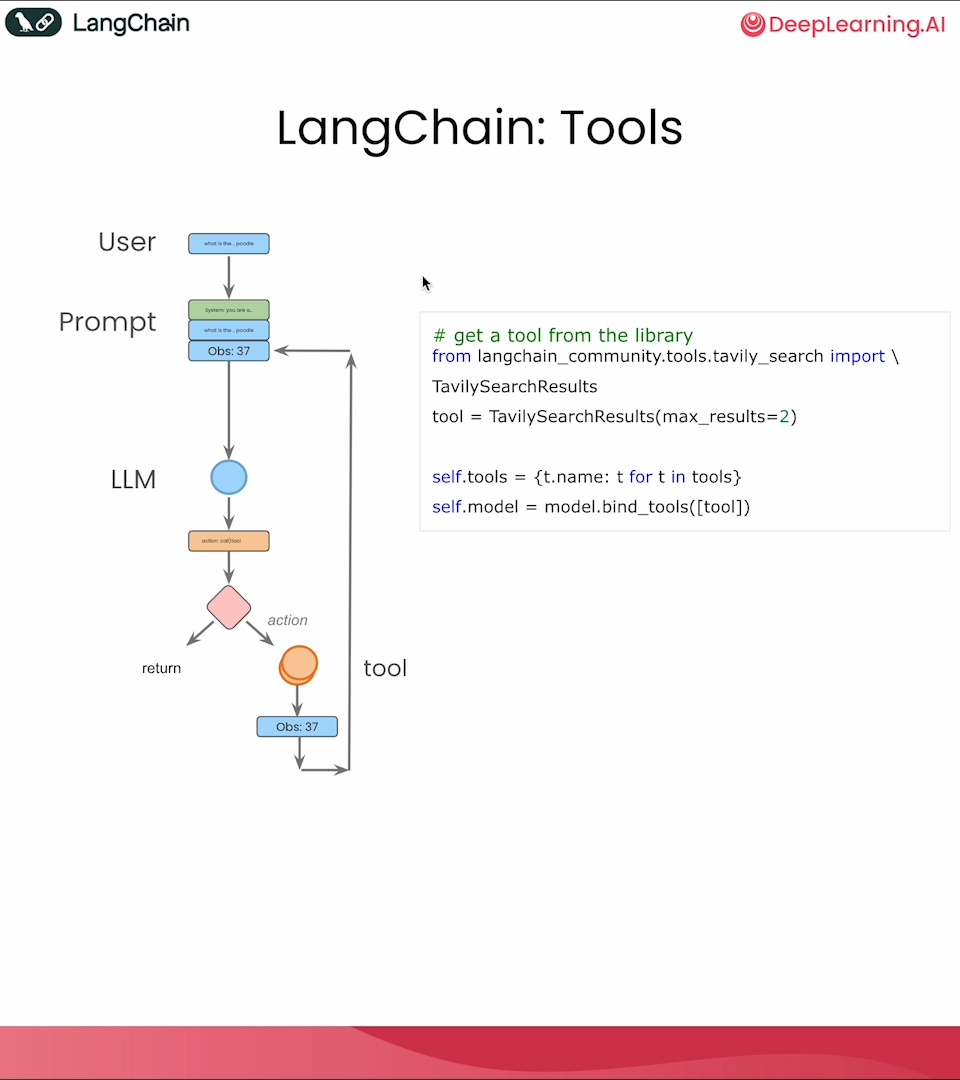 LangChain
DeepLearning.AI
LangChain: Tools
User
what is the .. poodle
Prompt
System: you are a..
what is the .. poodle
Obs: 37
LLM
action: call)tool
action
return
tool
Obs: 37
# get a tool from the library
from langchain_community.tools.tavily_search import \
TavilySearchResults
tool = TavilySearchResults(max_results=2)
self.tools = {t.name: t for t in tools}
self.model = model.bind_tools([tool])